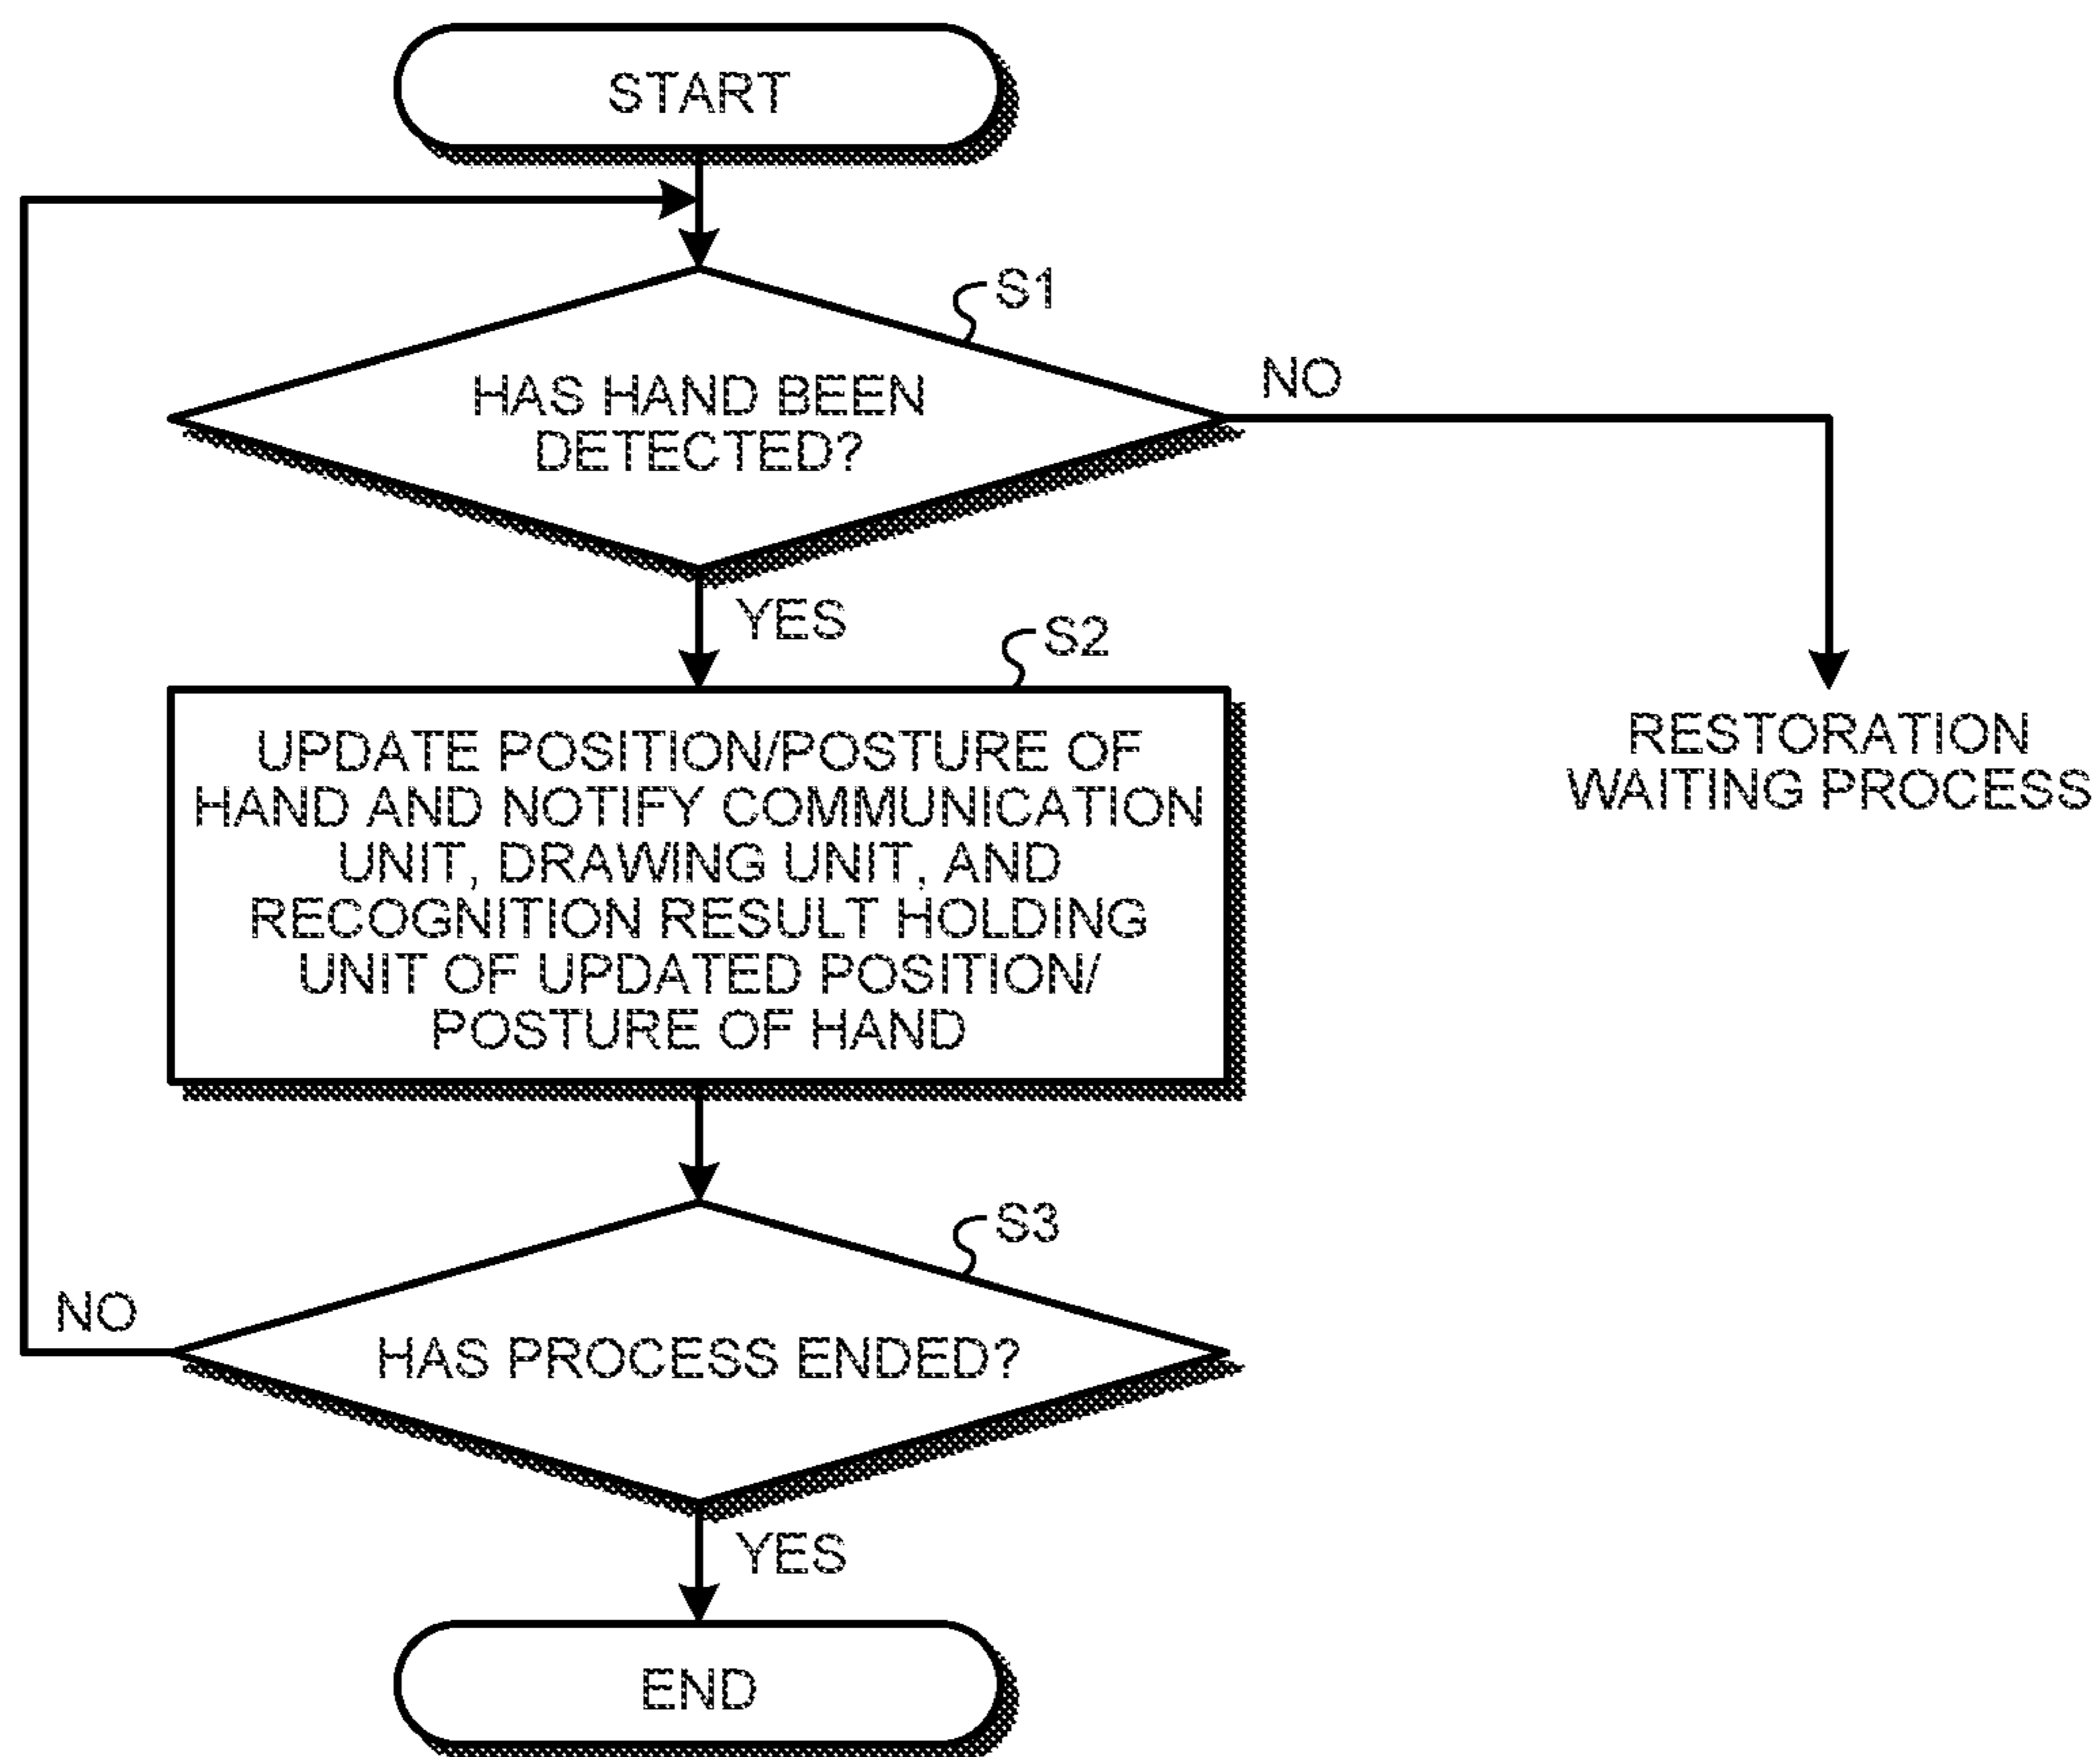 START
S1
HAS HAND BEEN
DETECTED?
NO
YES
S2
UPDATE POSITION/POSTURE OF
HAND AND NOTIFY COMMUNICATION
UNIT, DRAWING UNIT, AND
RECOGNITION RESULT HOLDING
UNIT OF UPDATED POSITION/
POSTURE OF HAND
RESTORATION
WAITING PROCESS
S3
NO
HAS PROCESS ENDED?
YES
END